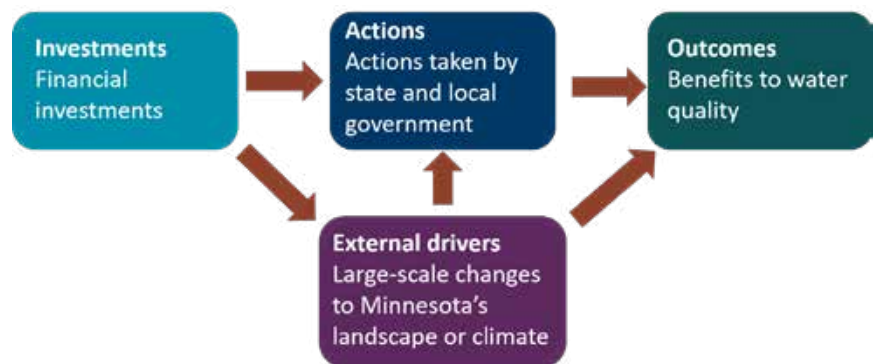 Investments
Financial
investments
Actions
Actions taken by
state and local
government
Outcomes
Benefits to water
quality
External drivers
Large-scale changes
to Minnesota's
landscape or climate